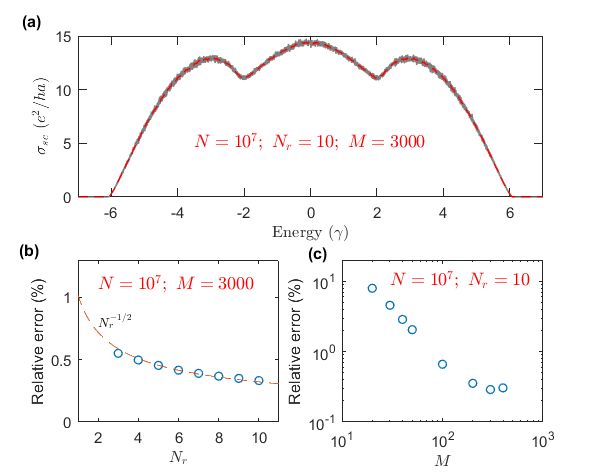 (a)
15
10
5
0
σ_sc (e²/ha)
N = 10⁷; N_r = 10; M = 3000
-6 -4 -2 0 2 4 6
Energy (γ)
(b)
N = 10⁷; M = 3000
1
0.5
0
N_r^{-1/2}
Relative error (%)
2 4 6 8 10
N_r
(c)
N = 10⁷; N_r = 10
10¹
10⁰
10⁻¹
Relative error (%)
10¹ 10² 10³
M